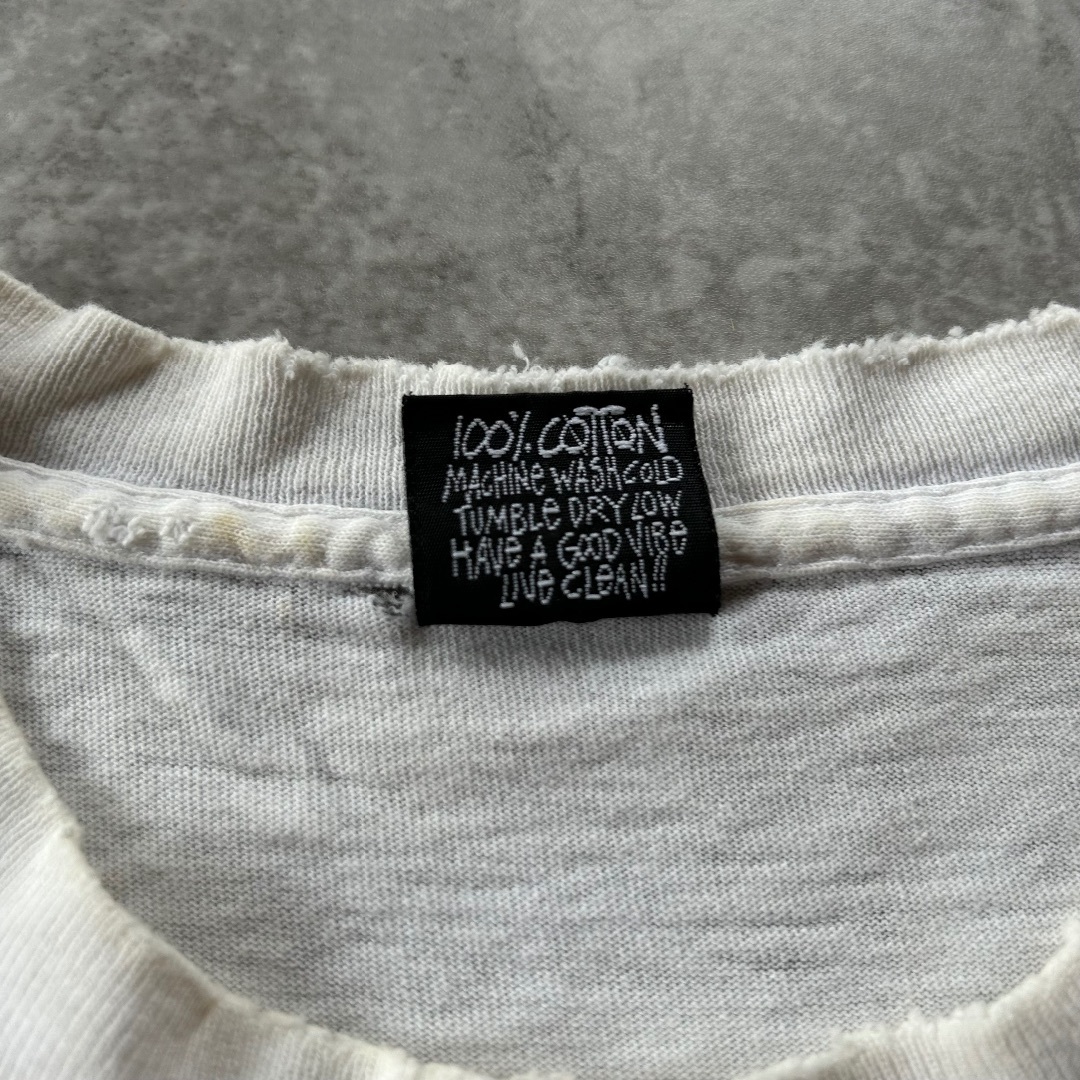 100% COTTON
MACHINE WASH COLD
TUMBLE DRY LOW
HAVE A GOOD VIBE
LIVE CLEAN!!